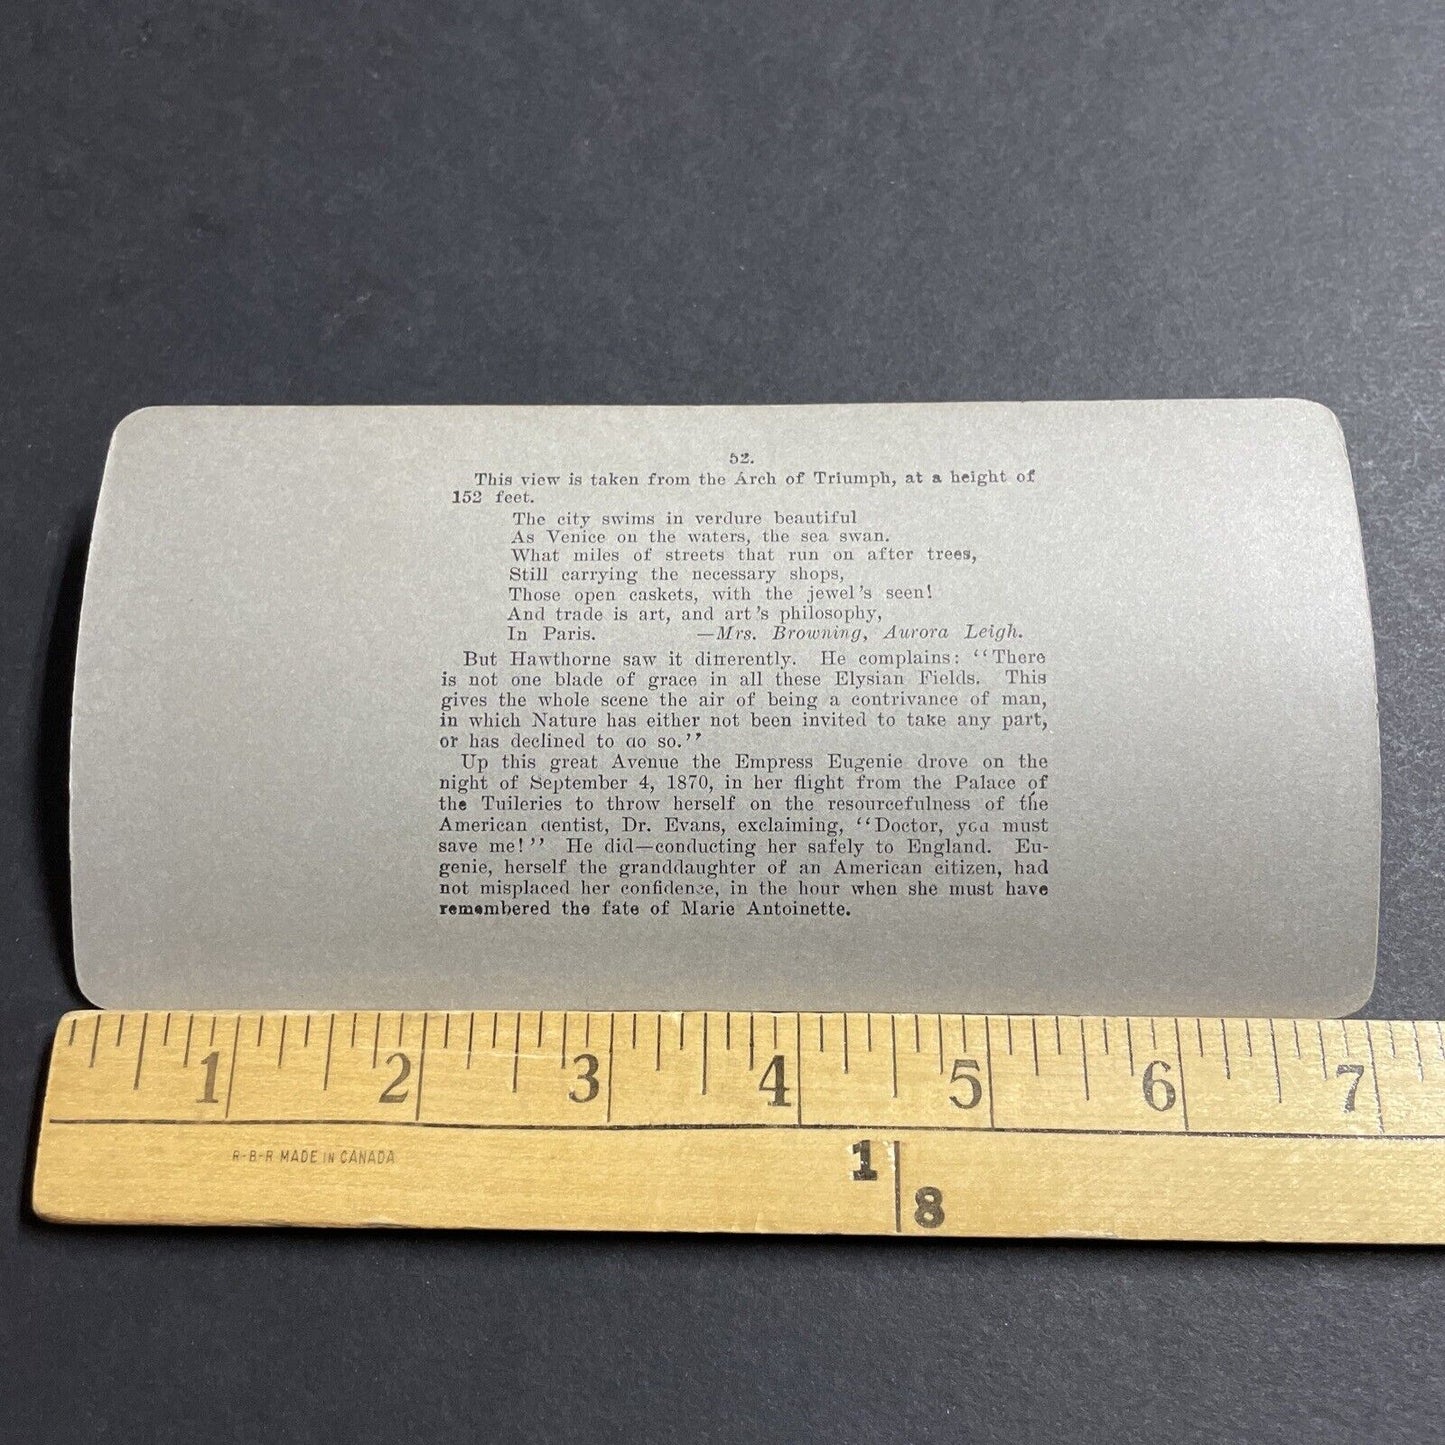 52.
This view is taken from the Arch of Triumph, at a height of
152 feet.
The city swims in verdure beautiful
As Venice on the waters, the sea swan.
What miles of streets that run on after trees,
Still carrying the necessary shops,
Those open caskets, with the jewel's seen!
And trade is art, and art's philosophy,
In Paris. —Mrs. Browning, Aurora Leigh.
But Hawthorne saw it differently. He complains: "There
is not one blade of grace in all these Elysian Fields. This
gives the whole scene the air of being a contrivance of man,
in which Nature has either not been invited to take any part,
or has declined to do so."
Up this great Avenue the Empress Eugenie drove on the
night of September 4, 1870, in her flight from the Palace of
the Tuileries to throw herself on the resourcefulness of the
American dentist, Dr. Evans, exclaiming, "Doctor, you must
save me!" He did—conducting her safely to England. Eu-
genie, herself the granddaughter of an American citizen, had
not misplaced her confidence, in the hour when she must have
remembered the fate of Marie Antoinette.
1 2 3 4 5 6 7
R-B-R MADE IN CANADA
1 8